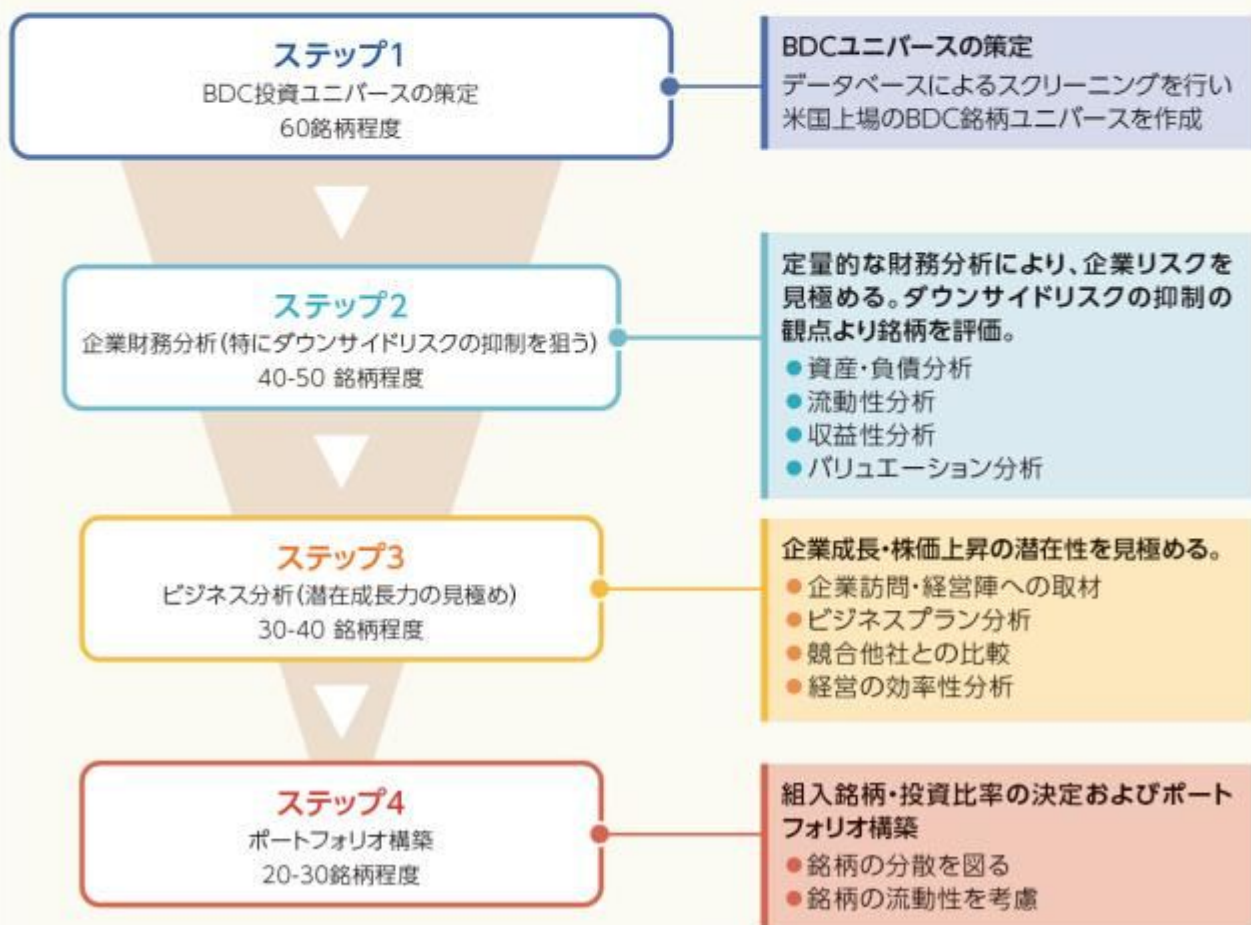 ステップ1
BDC投資ユニバースの策定
60銘柄程度
BDCユニバースの策定
データベースによるスクリーニングを行い
米国上場のBDC銘柄ユニバースを作成
ステップ2
企業財務分析(特にダウンサイドリスクの抑制を狙う)
40-50 銘柄程度
定量的な財務分析により、企業リスクを
見極める。ダウンサイドリスクの抑制の
観点より銘柄を評価。
●資産・負債分析
●流動性分析
●収益性分析
●バリュエーション分析
ステップ3
ビジネス分析(潜在成長力の見極め)
30-40 銘柄程度
企業成長・株価上昇の潜在性を見極める。
●企業訪問・経営陣への取材
●ビジネスプラン分析
●競合他社との比較
●経営の効率性分析
ステップ4
ポートフォリオ構築
20-30銘柄程度
組入銘柄・投資比率の決定およびポート
フォリオ構築
●銘柄の分散を図る
●銘柄の流動性を考慮